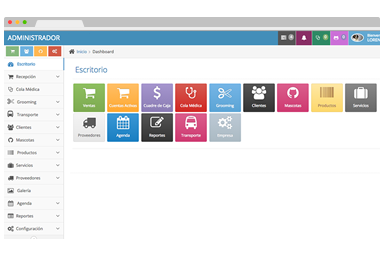 ADMINISTRADOR
Inicio › Dashboard
Escritorio
Recepción
Cola Médica
Grooming
Transporte
Clientes
Mascotas
Productos
Servicios
Proveedores
Galería
Agenda
Reportes
Configuración
Escritorio
Ventas
Cuentas Activas
Cuadre de Caja
Cola Médica
Grooming
Clientes
Mascotas
Productos
Servicios
Proveedores
Agenda
Reportes
Transporte
Empresa